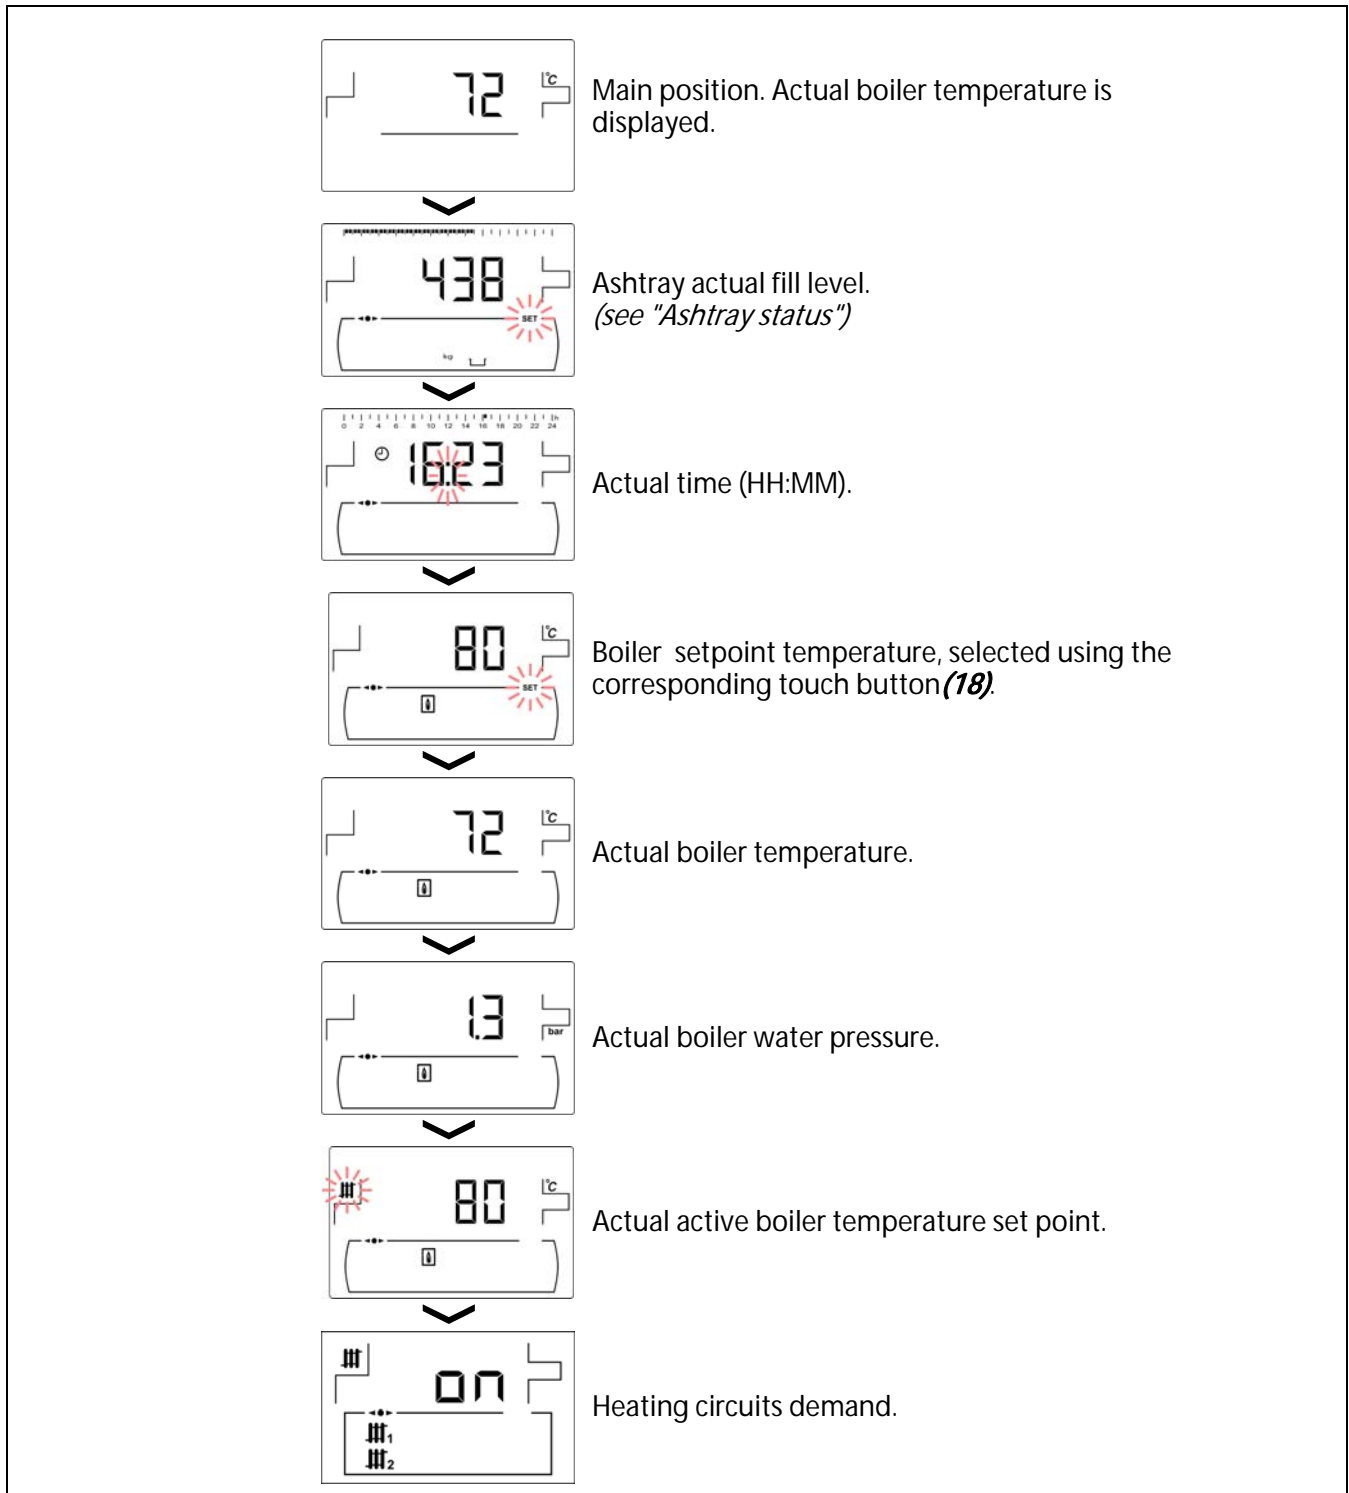 72 °C
Main position. Actual boiler temperature is
displayed.
438
SET
kg
Ashtray actual fill level.
(see "Ashtray status")
0 2 4 6 8 10 12 14 16 18 20 22 24
h
16:23
Actual time (HH:MM).
80 °C
SET
Boiler setpoint temperature, selected using the
corresponding touch button(18).
72 °C
Actual boiler temperature.
1.3
bar
Actual boiler water pressure.
80 °C
Actual active boiler temperature set point.
on
1
2
Heating circuits demand.